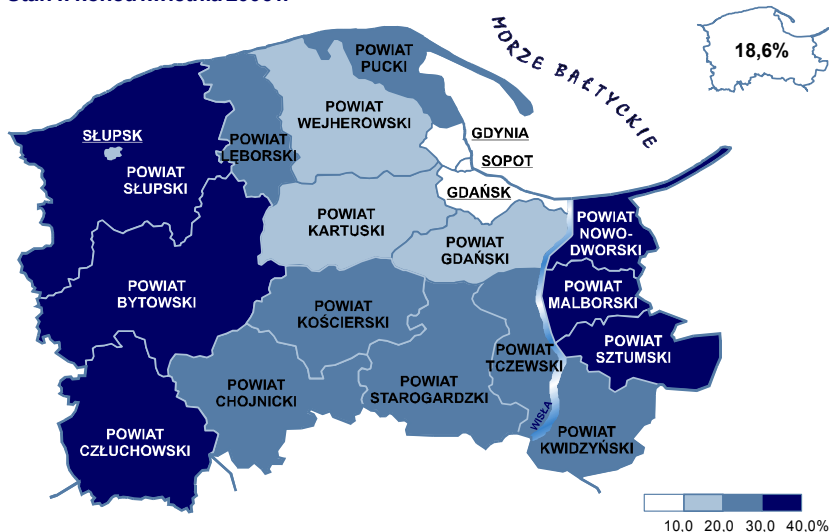 18,6%
MORZE BAŁTYCKIE
POWIAT
PUCKI
POWIAT
WEJHEROWSKI
GDYNIA
SŁUPSK
POWIAT
LĘBORSKI
SOPOT
POWIAT
SŁUPSKI
GDAŃSK
POWIAT
KARTUSKI
POWIAT
NOWO-
DWORSKI
POWIAT
GDAŃSKI
POWIAT
BYTOWSKI
POWIAT
MALBORSKI
POWIAT
KOŚCIERSKI
POWIAT
SZTUMSKI
POWIAT
TCZEWSKI
POWIAT
CHOJNICKI
POWIAT
STAROGARDZKI
WISŁA
POWIAT
CZŁUCHOWSKI
POWIAT
KWIDZYŃSKI
10,0 20,0 30,0 40,0%